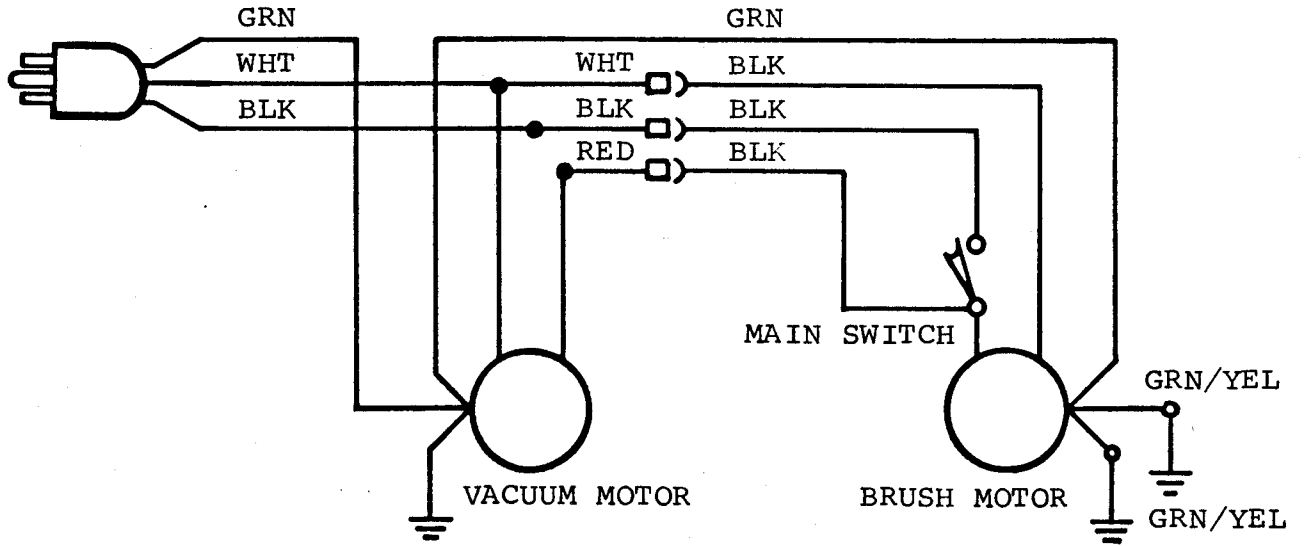 GRN
GRN
WHT
WHT
BLK
BLK
BLK
BLK
RED
BLK
MAIN SWITCH
GRN/YEL
VACUUM MOTOR
BRUSH MOTOR
GRN/YEL